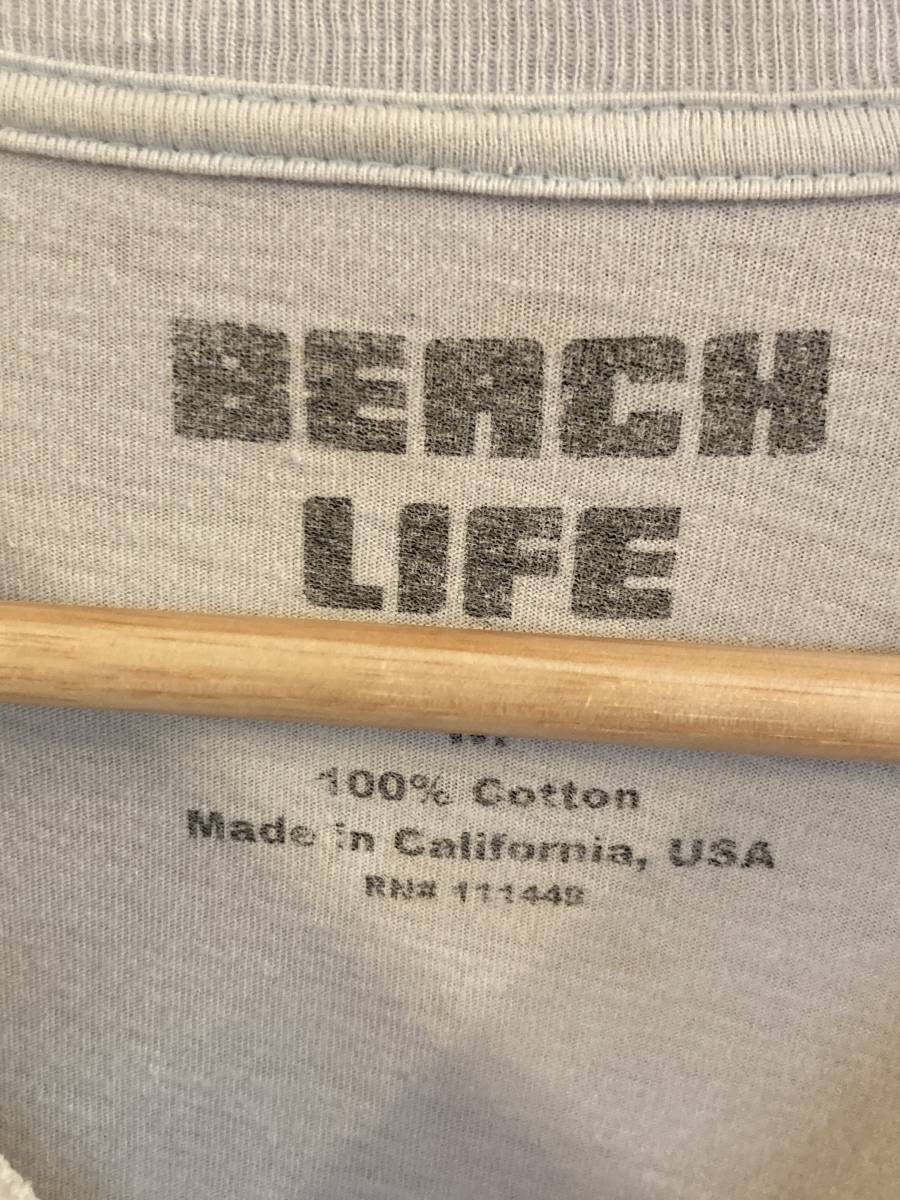 BEACH
LIFE
100% Cotton
Made in California, USA
RN# 111449